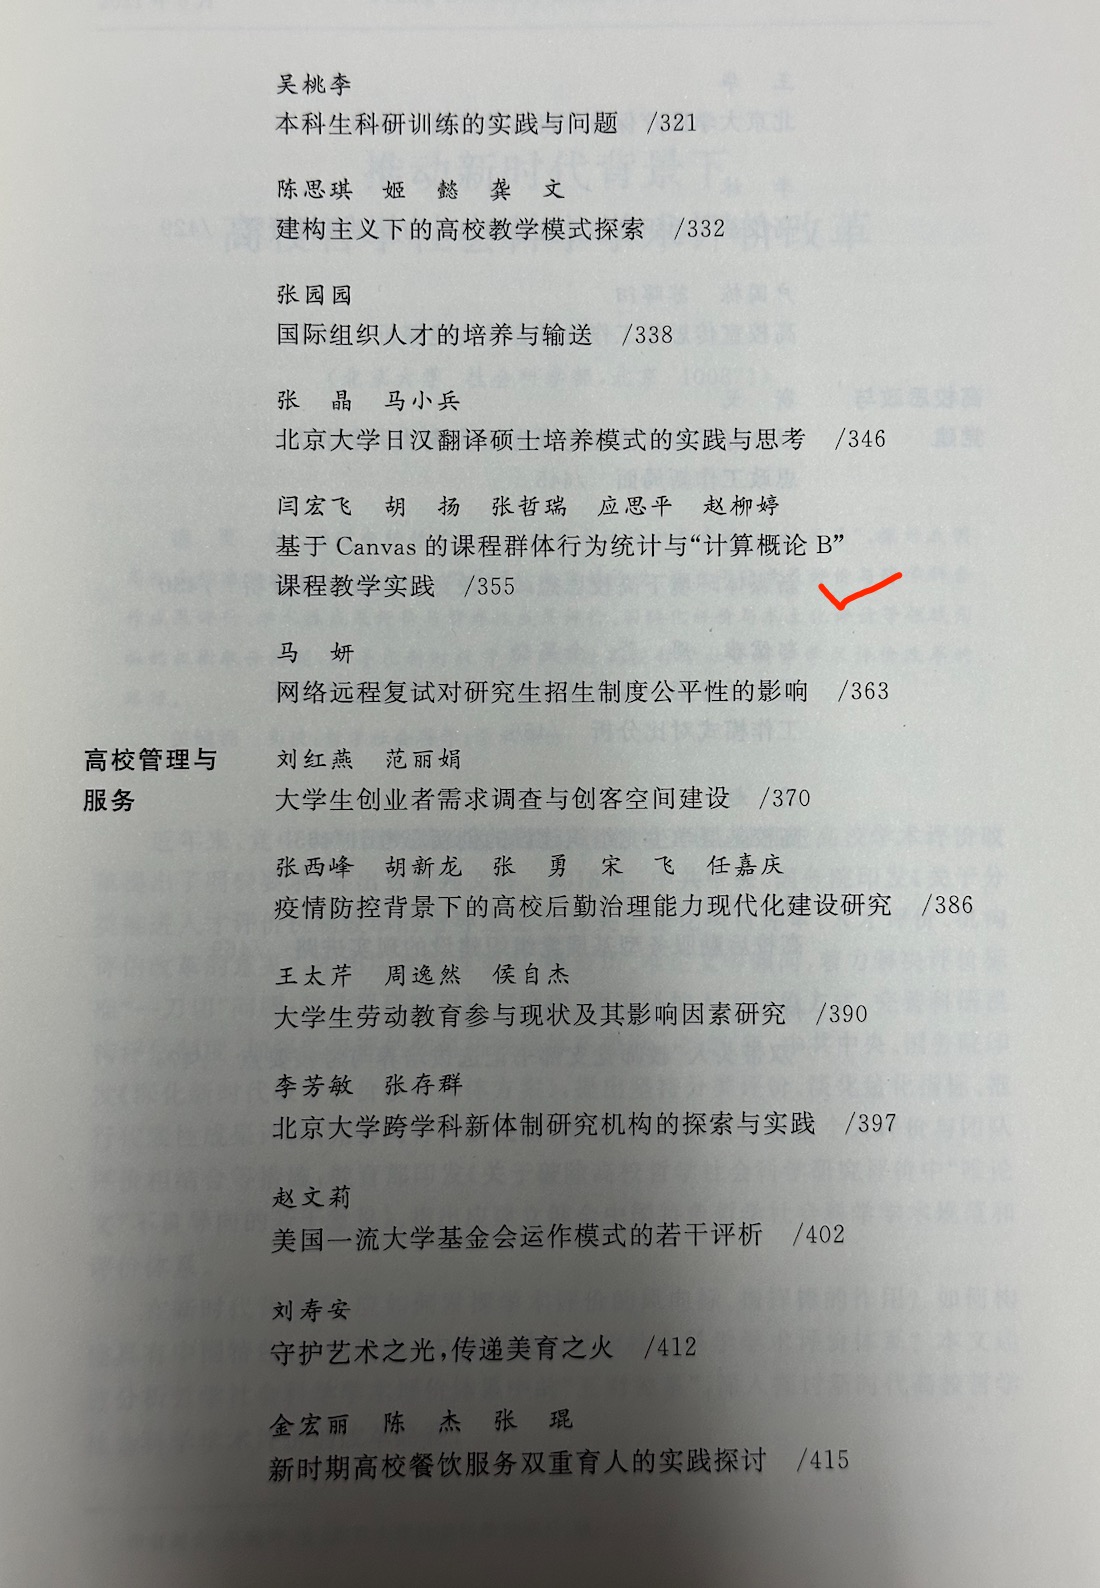 吴桃李
本科生科研训练的实践与问题 /321
陈思琪 姬 懿 龚 文
建构主义下的高校教学模式探索 /332
张园园
国际组织人才的培养与输送 /338
张 晶 马小兵
北京大学日汉翻译硕士培养模式的实践与思考 /346
闫宏飞 胡 扬 张哲瑞 应思平 赵柳婷
基于 Canvas 的课程群体行为统计与“计算概论 B”
课程教学实践 /355
马 妍
网络远程复试对研究生招生制度公平性的影响 /363
高校管理与
服务
刘红燕 范丽娟
大学生创业者需求调查与创客空间建设 /370
张西峰 胡新龙 张 勇 宋 飞 任嘉庆
疫情防控背景下的高校后勤治理能力现代化建设研究 /386
王太芹 周逸然 侯自杰
大学生劳动教育参与现状及其影响因素研究 /390
李芳敏 张存群
北京大学跨学科新体制研究机构的探索与实践 /397
赵文莉
美国一流大学基金会运作模式的若干评析 /402
刘寿安
守护艺术之光,传递美育之火 /412
金宏丽 陈 杰 张 琨
新时期高校餐饮服务双重育人的实践探讨 /415